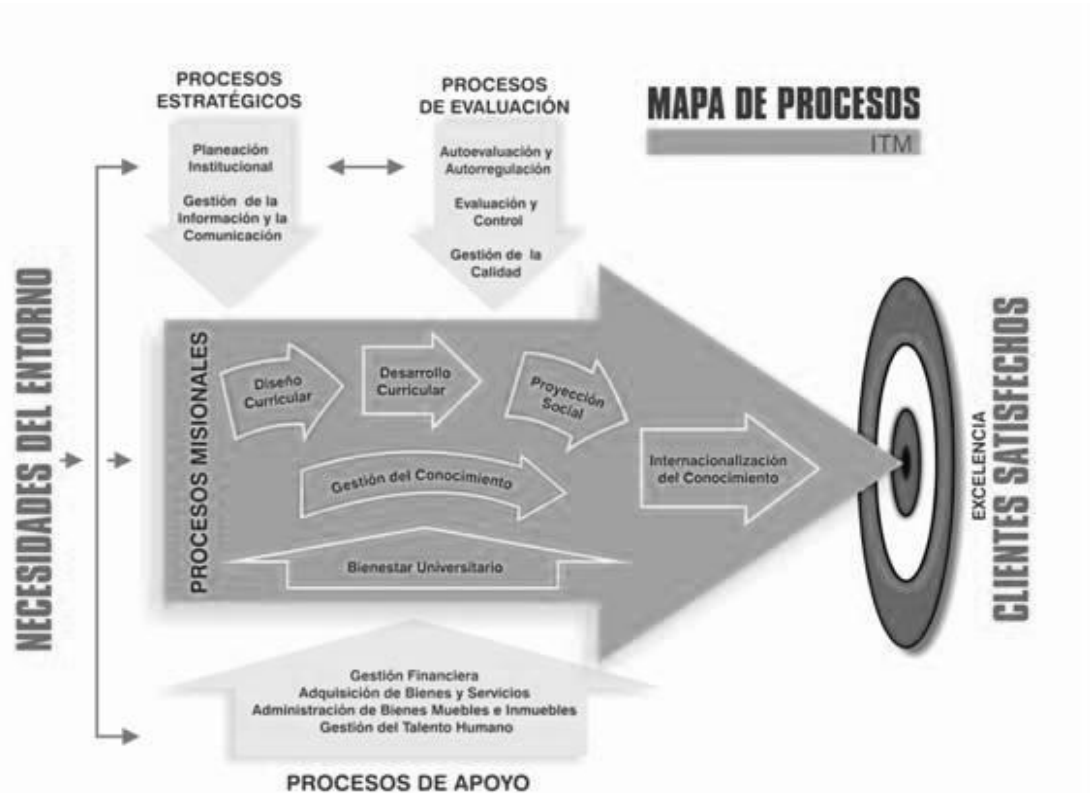 PROCESOS
ESTRATÉGICOS
Planeación
Institucional
Gestión de la
Información y la
Comunicación
PROCESOS
DE EVALUACIÓN
Autoevaluación y
Autorregulación
Evaluación y
Control
Gestión de la
Calidad
MAPA DE PROCESOS
ITM
NECESIDADES DEL ENTORNO
PROCESOS MISIONALES
Diseño
Curricular
Desarrollo
Curricular
Proyección
Social
Gestión del Conocimiento
Internacionalización
del Conocimiento
Bienestar Universitario
EXCELENCIA
CLIENTES SATISFECHOS
Gestión Financiera
Adquisición de Bienes y Servicios
Administración de Bienes Muebles e Inmuebles
Gestión del Talento Humano
PROCESOS DE APOYO